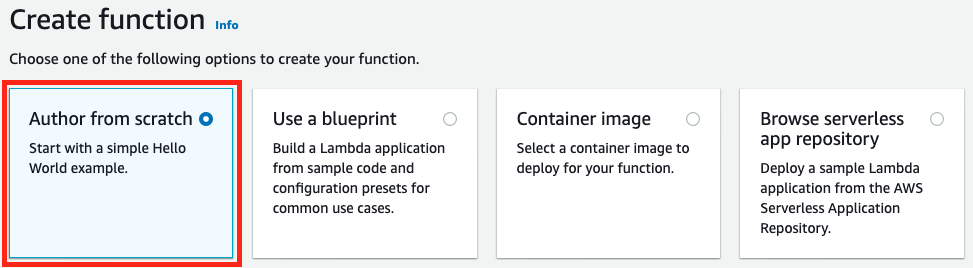 Create function Info
Choose one of the following options to create your function.
Author from scratch
Start with a simple Hello
World example.
Use a blueprint
Build a Lambda application
from sample code and
configuration presets for
common use cases.
Container image
Select a container image to
deploy for your function.
Browse serverless
app repository
Deploy a sample Lambda
application from the AWS
Serverless Application
Repository.